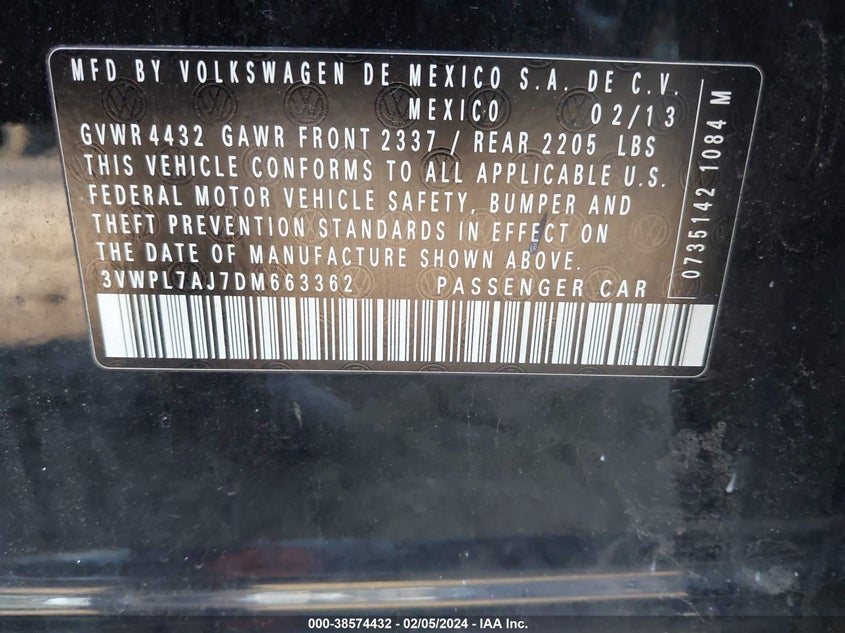 MFD BY VOLKSWAGEN DE MEXICO S.A. DE C.V.
MEXICO 02/13
GVWR 4432 GAWR FRONT 2337 / REAR 2205 LBS
THIS VEHICLE CONFORMS TO ALL APPLICABLE U.S.
FEDERAL MOTOR VEHICLE SAFETY, BUMPER AND
THEFT PREVENTION STANDARDS IN EFFECT ON
THE DATE OF MANUFACTURE SHOWN ABOVE.
3VWPL7AJ7DM663362 PASSENGER CAR
0735142 1084 M
000-38574432 - 02/05/2024 - IAA Inc.